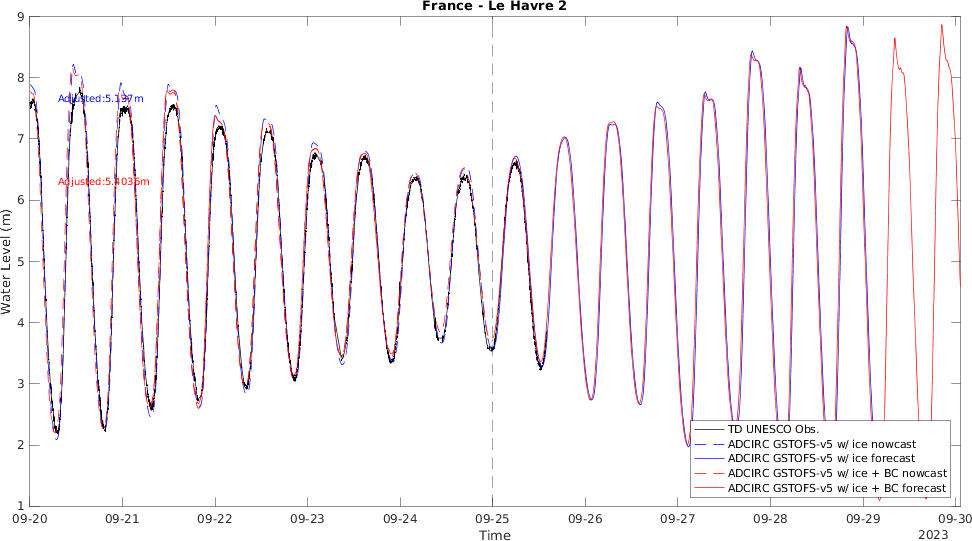 France - Le Havre 2
9
8
7
6
5
4
3
2
1
Water Level (m)
Adjusted:5.137m
Adjusted:5.4036m
TD UNESCO Obs.
ADCIRC GSTOFS-v5 w/ ice nowcast
ADCIRC GSTOFS-v5 w/ ice forecast
ADCIRC GSTOFS-v5 w/ ice + BC nowcast
ADCIRC GSTOFS-v5 w/ ice + BC forecast
09-20 09-21 09-22 09-23 09-24 09-25 09-26 09-27 09-28 09-29 09-30
Time
2023